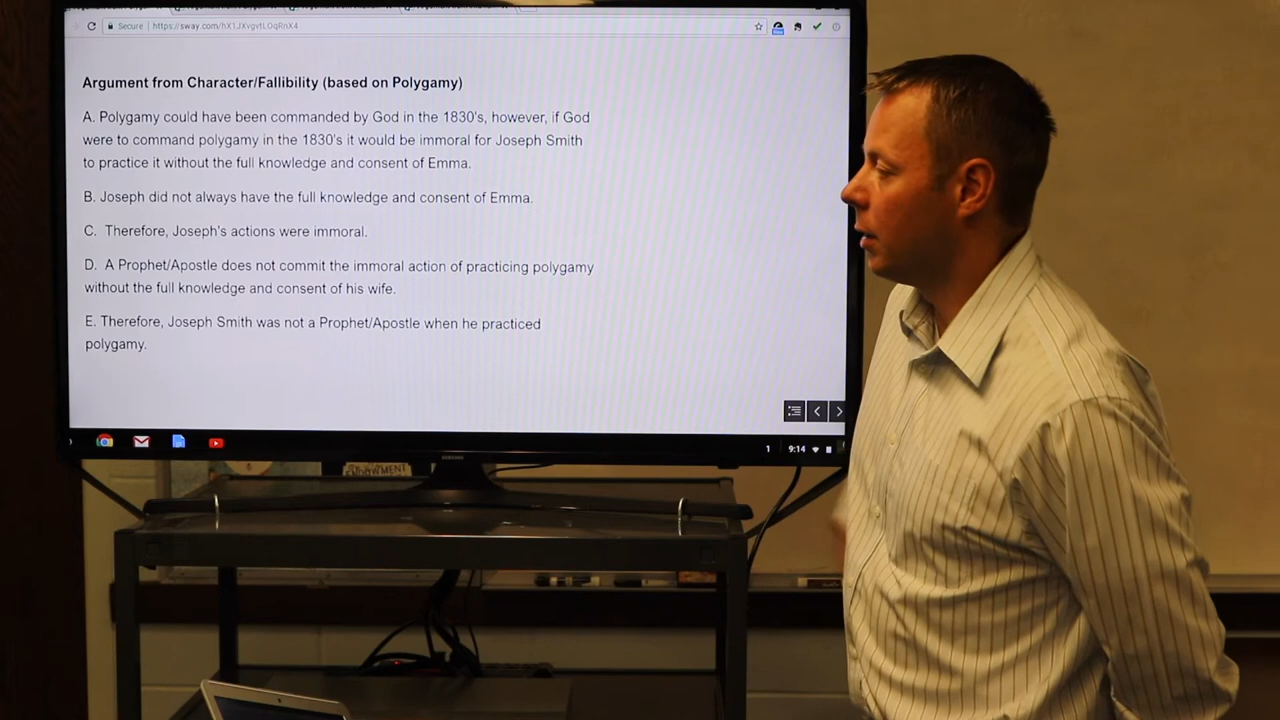 Secure | https://sway.com/hX1JXvgvtLOqRnX4
Argument from Character/Fallibility (based on Polygamy)
A. Polygamy could have been commanded by God in the 1830's, however, if God
were to command polygamy in the 1830's it would be immoral for Joseph Smith
to practice it without the full knowledge and consent of Emma.
B. Joseph did not always have the full knowledge and consent of Emma.
C. Therefore, Joseph's actions were immoral.
D. A Prophet/Apostle does not commit the immoral action of practicing polygamy
without the full knowledge and consent of his wife.
E. Therefore, Joseph Smith was not a Prophet/Apostle when he practiced
polygamy.
1 9:14
SAMSUNG
ENDOWMENT